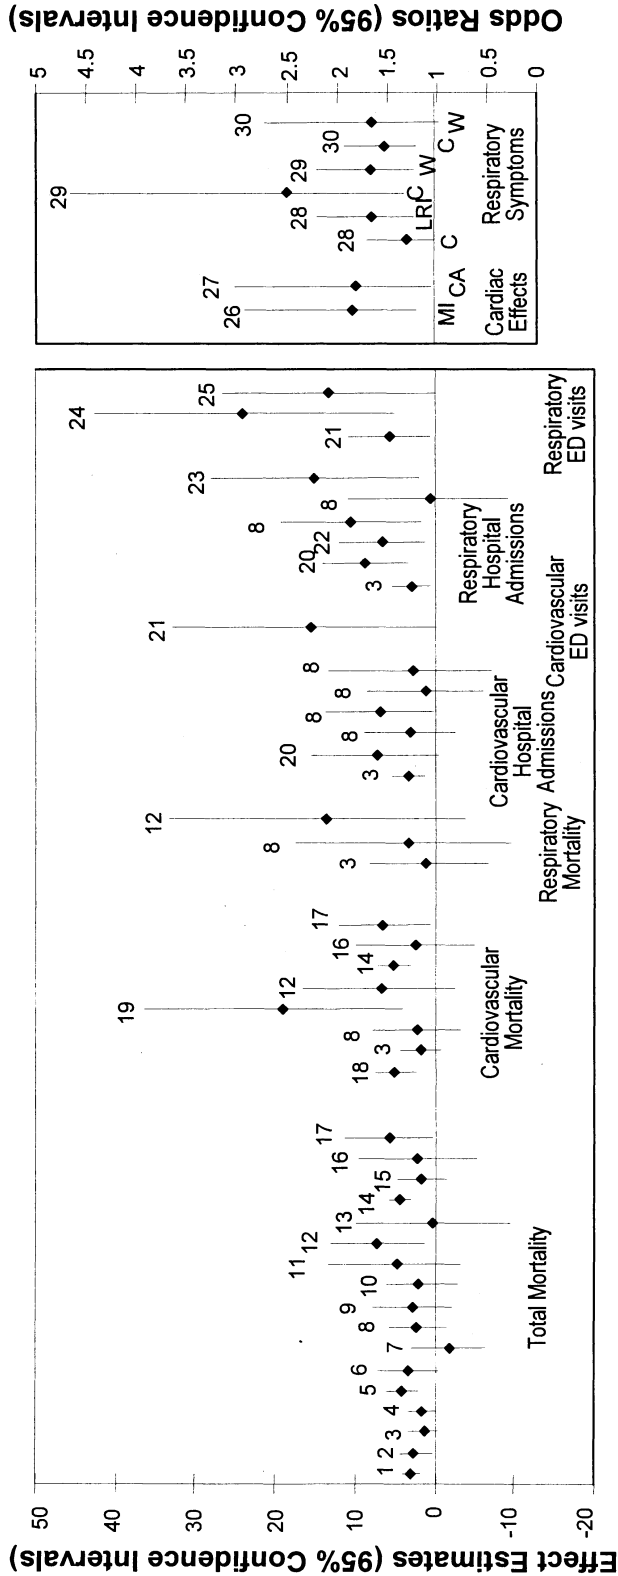 Effect Estimates (95% Confidence Intervals)
50
40
30
20
10
0
-10
-20
1
2
3
4
5
6
7
8
9
10
11
12
13
14
15
16
17
Total Mortality
18
3
8
19
12
14
16
17
Cardiovascular
Mortality
3
8
12
Respiratory
Mortality
3
20
8
8
8
8
Cardiovascular
Hospital
Admissions
21
Cardiovascular
ED visits
3
20
22
8
8
23
Respiratory
Hospital
Admissions
21
24
25
Respiratory
ED visits
26
27
MI
CA
Cardiac
Effects
28
28
29
29
30
30
C
LRI
C
W
C
W
Respiratory
Symptoms
5
4.5
4
3.5
3
2.5
2
1.5
1
0.5
0
Odds Ratios (95% Confidence Intervals)